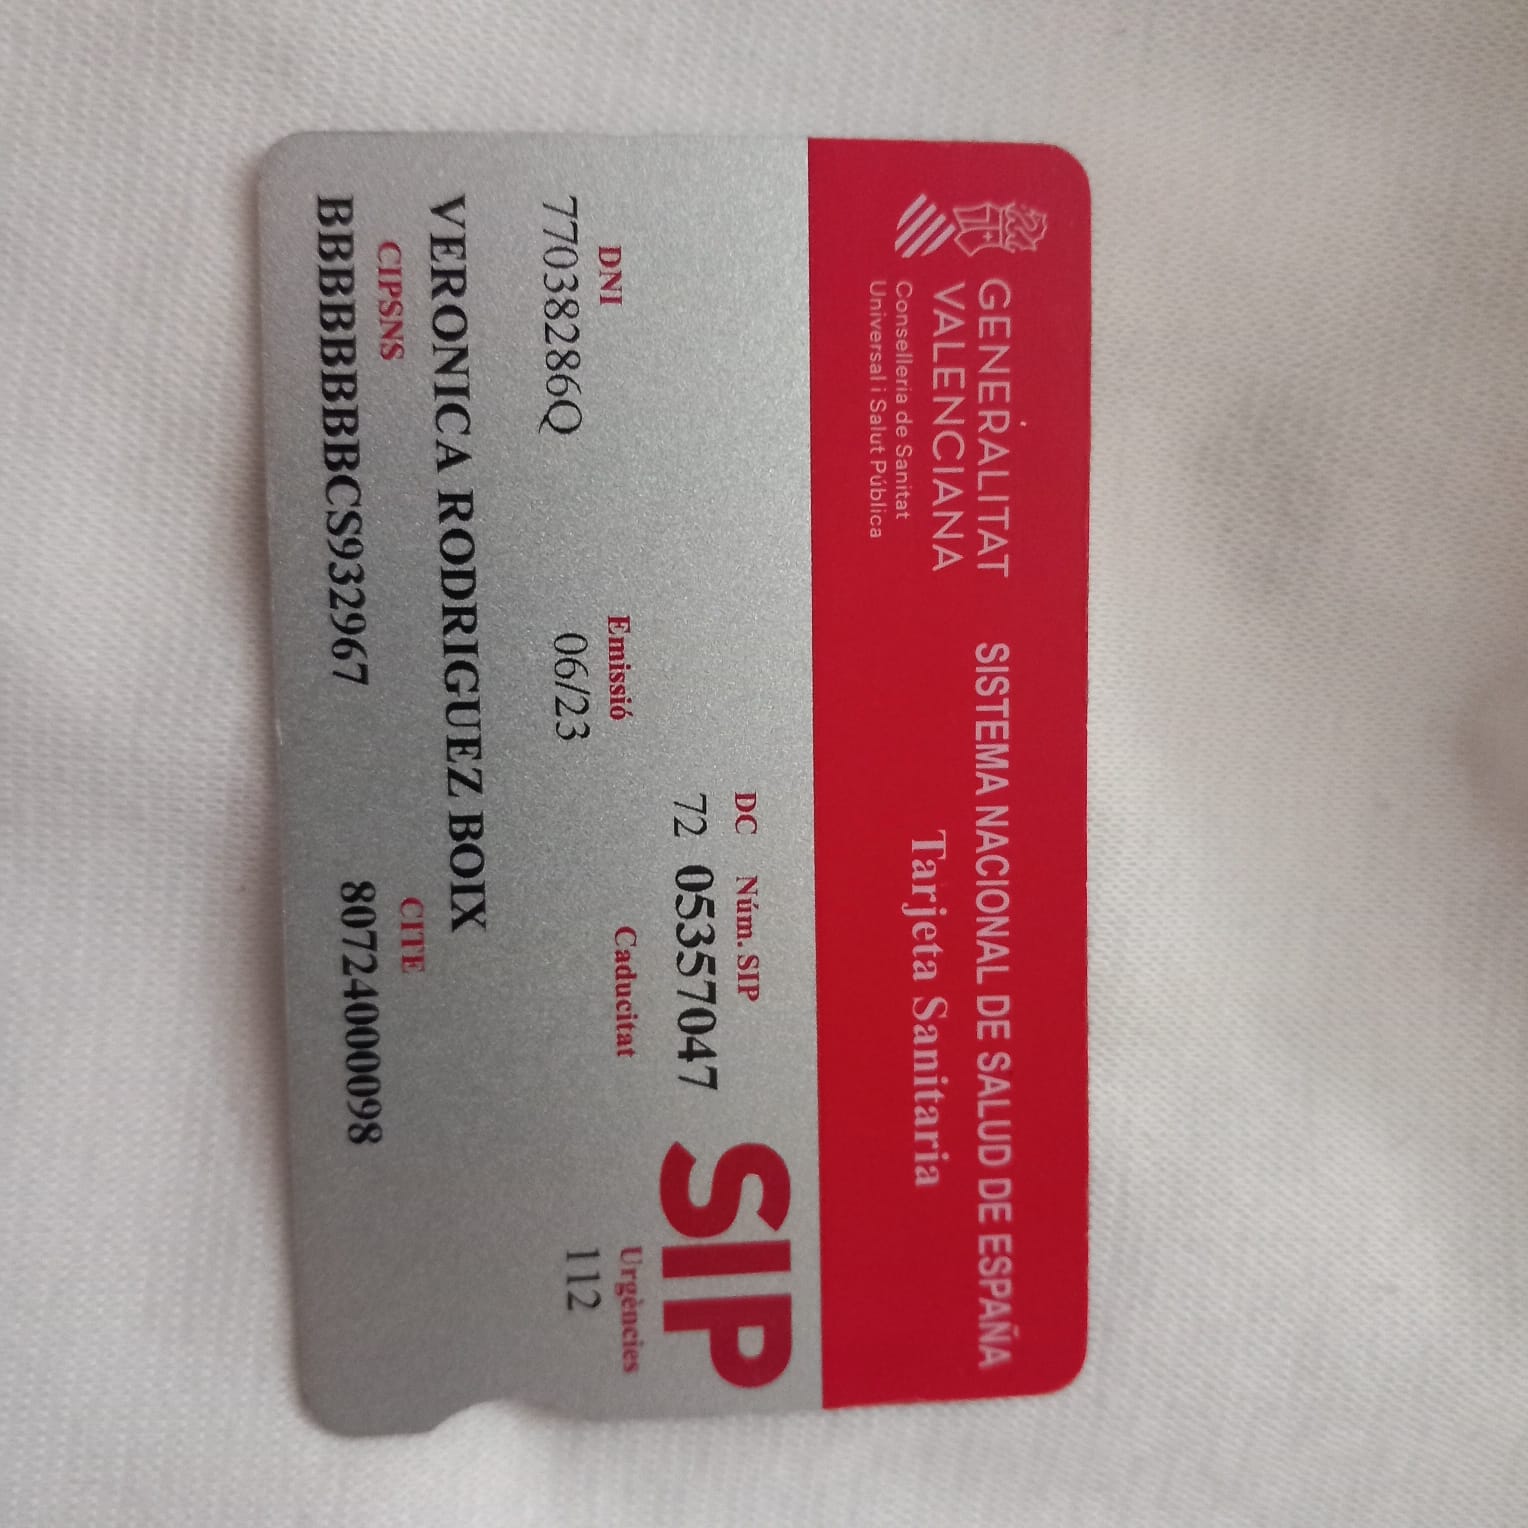 GENERALITAT
VALENCIANA
Conselleria de Sanitat
Universal i Salut Pública
SISTEMA NACIONAL DE SALUD DE ESPAÑA
Tarjeta Sanitaria
DC Núm. SIP
72 05357047
SIP
DNI Emissió Caducitat Urgències
77038286Q 06/23 112
VERONICA RODRIGUEZ BOIX
CIPSNS CITE
BBBBBBBBCS932967 80724000098